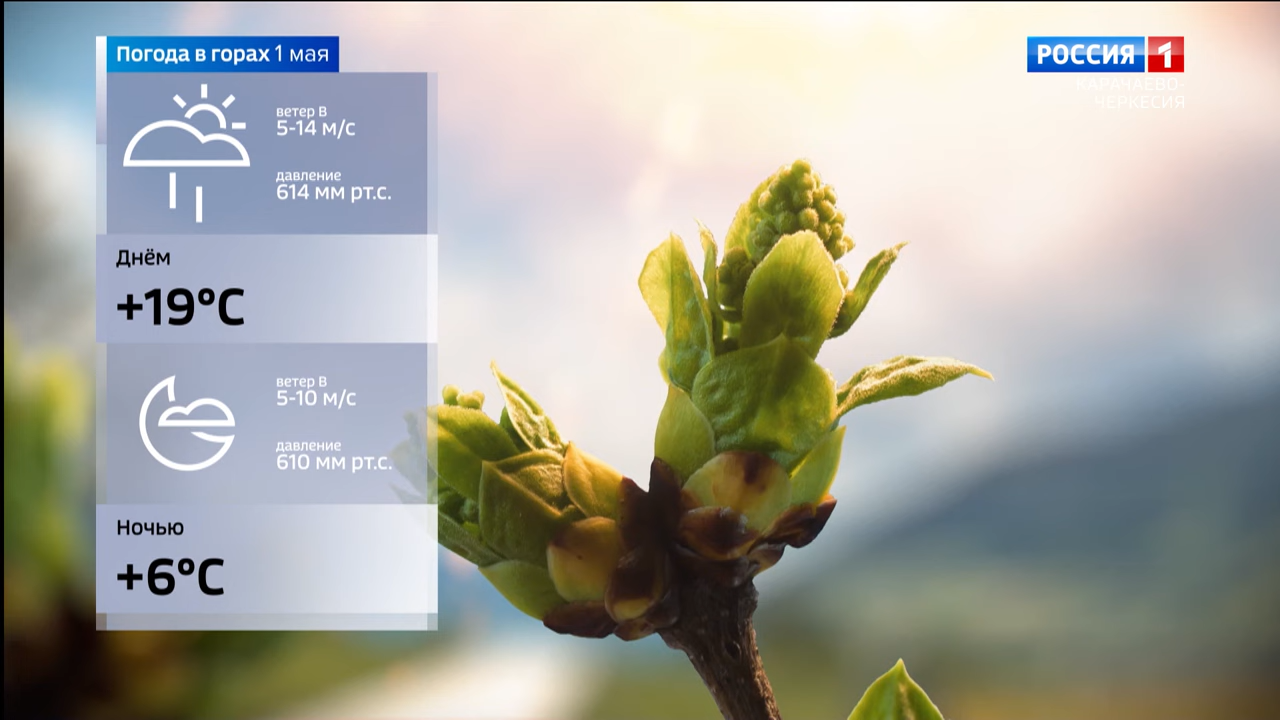 Погода в горах 1 мая
РОССИЯ 1
КАРАЧАЕВО-
ЧЕРКЕСИЯ
ветер В
5-14 м/с
давление
614 мм рт.с.
Днём
+19°C
ветер В
5-10 м/с
давление
610 мм рт.с.
Ночью
+6°C